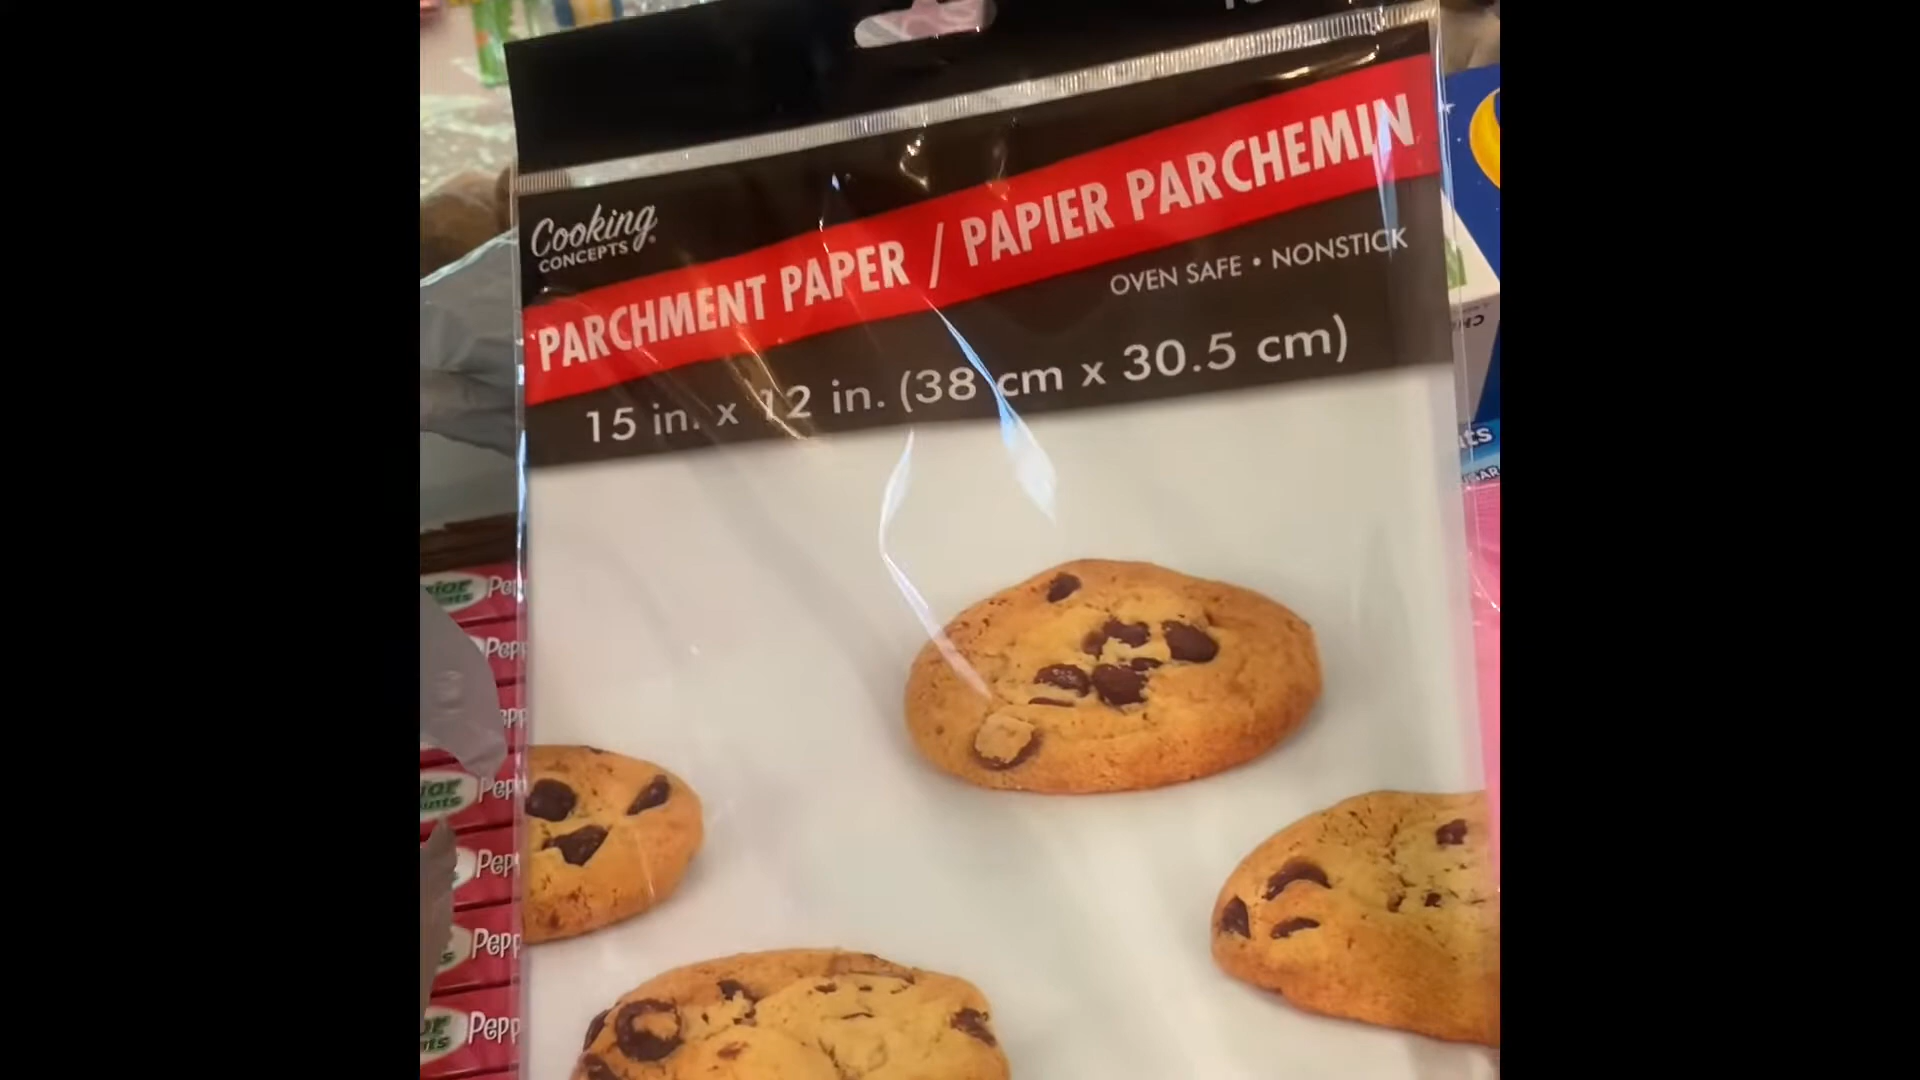 Cooking
CONCEPTS
PARCHMENT PAPER / PAPIER PARCHEMIN
OVEN SAFE • NONSTICK
15 in. x 12 in. (38 cm x 30.5 cm)